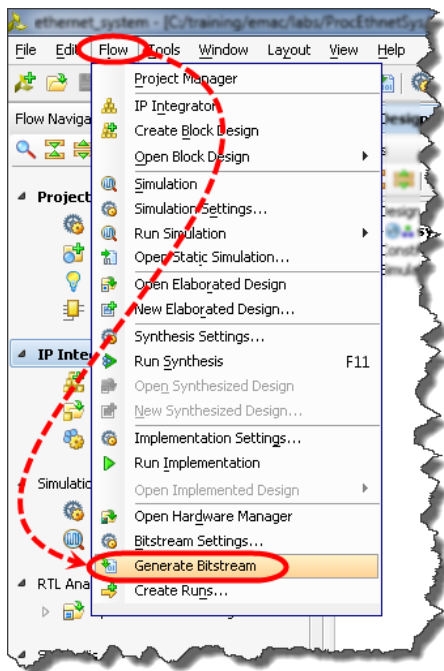 ethernet_system - [C:/training/emac/labs/ProcEthnetSys
File Edit Flow Tools Window Layout View Help
Flow Naviga
Project
IP Inte
Simulatio
RTL Ana
Project Manager
IP Integrator
Create Block Design
Open Block Design
Simulation
Simulation Settings...
Run Simulation
Open Static Simulation...
Open Elaborated Design
New Elaborated Design...
Synthesis Settings...
Run Synthesis F11
Open Synthesized Design
New Synthesized Design...
Implementation Settings...
Run Implementation
Open Implemented Design
Open Hardware Manager
Bitstream Settings...
Generate Bitstream
Create Runs...